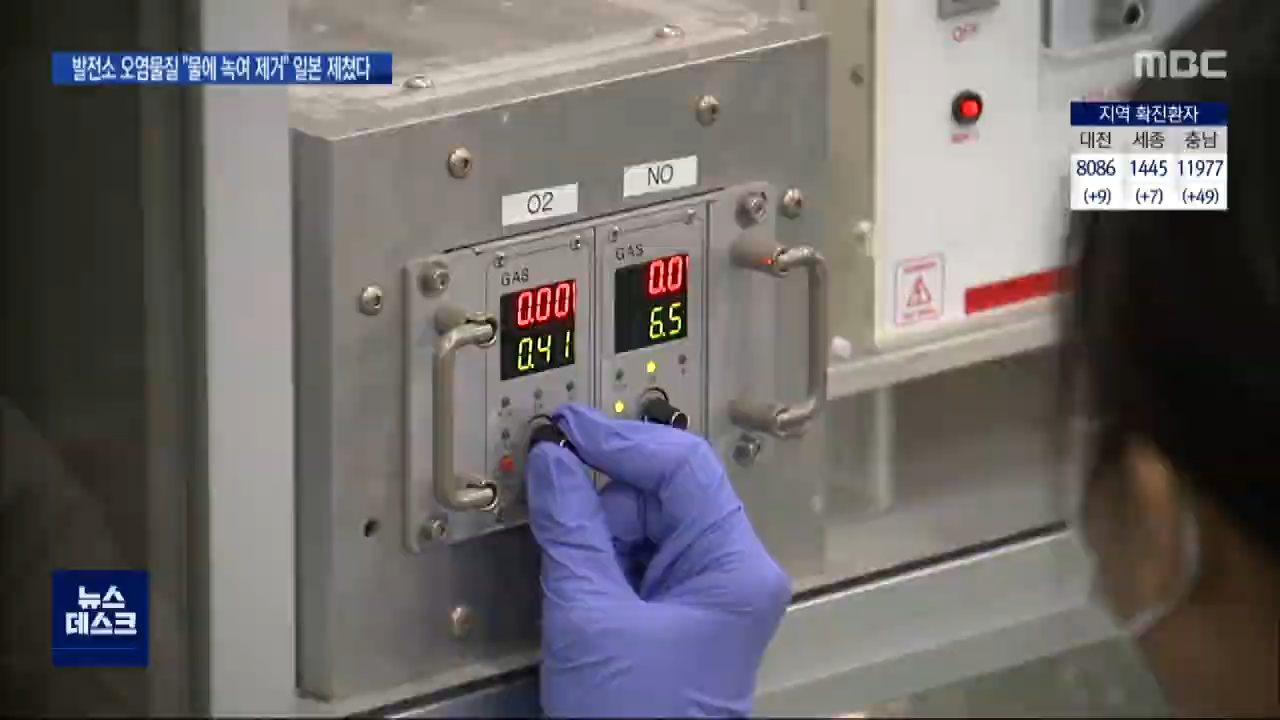 발전소 오염물질 "물에 녹여 제거" 일본 제쳤다
MBC
지역 확진환자
대전 세종 충남
8086 1445 11977
(+9) (+7) (+49)
OFF
O2
NO
GAS
0.001
0.41
GAS
0.0
6.5
뉴스
데스크